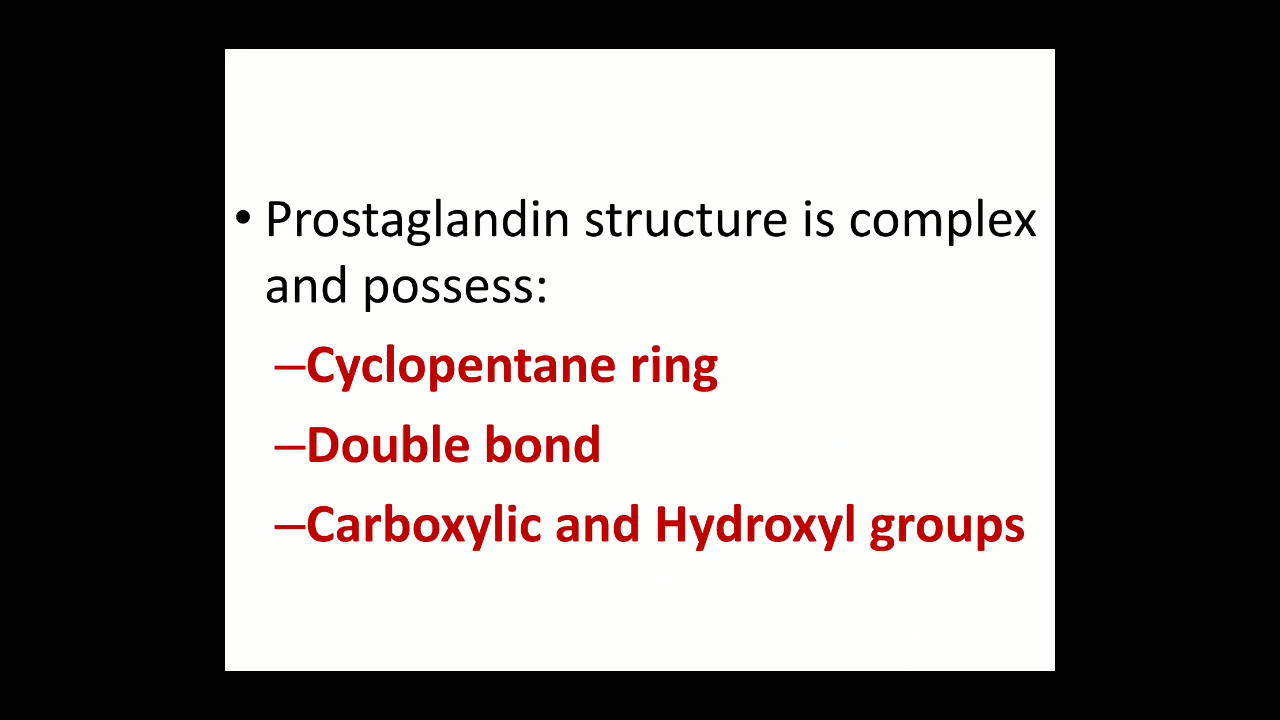 • Prostaglandin structure is complex
and possess:
–Cyclopentane ring
–Double bond
–Carboxylic and Hydroxyl groups